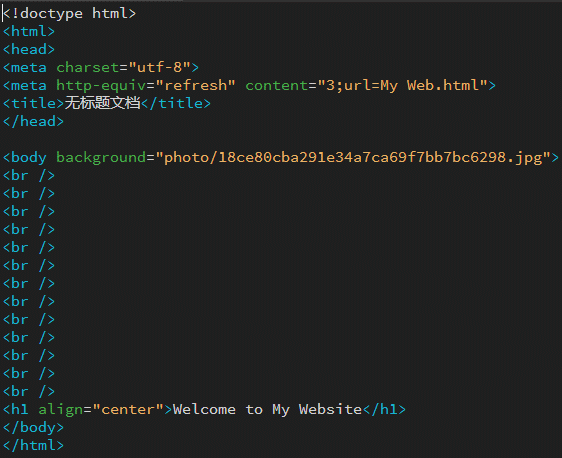 <!doctype html>
<html>
<head>
<meta charset="utf-8">
<meta http-equiv="refresh" content="3;url=My Web.html">
<title>无标题文档</title>
</head>

<body background="photo/18ce80cba291e34a7ca69f7bb7bc6298.jpg">
<br />
<br />
<br />
<br />
<br />
<br />
<br />
<br />
<br />
<br />
<br />
<br />
<br />
<h1 align="center">Welcome to My Website</h1>
</body>
</html>